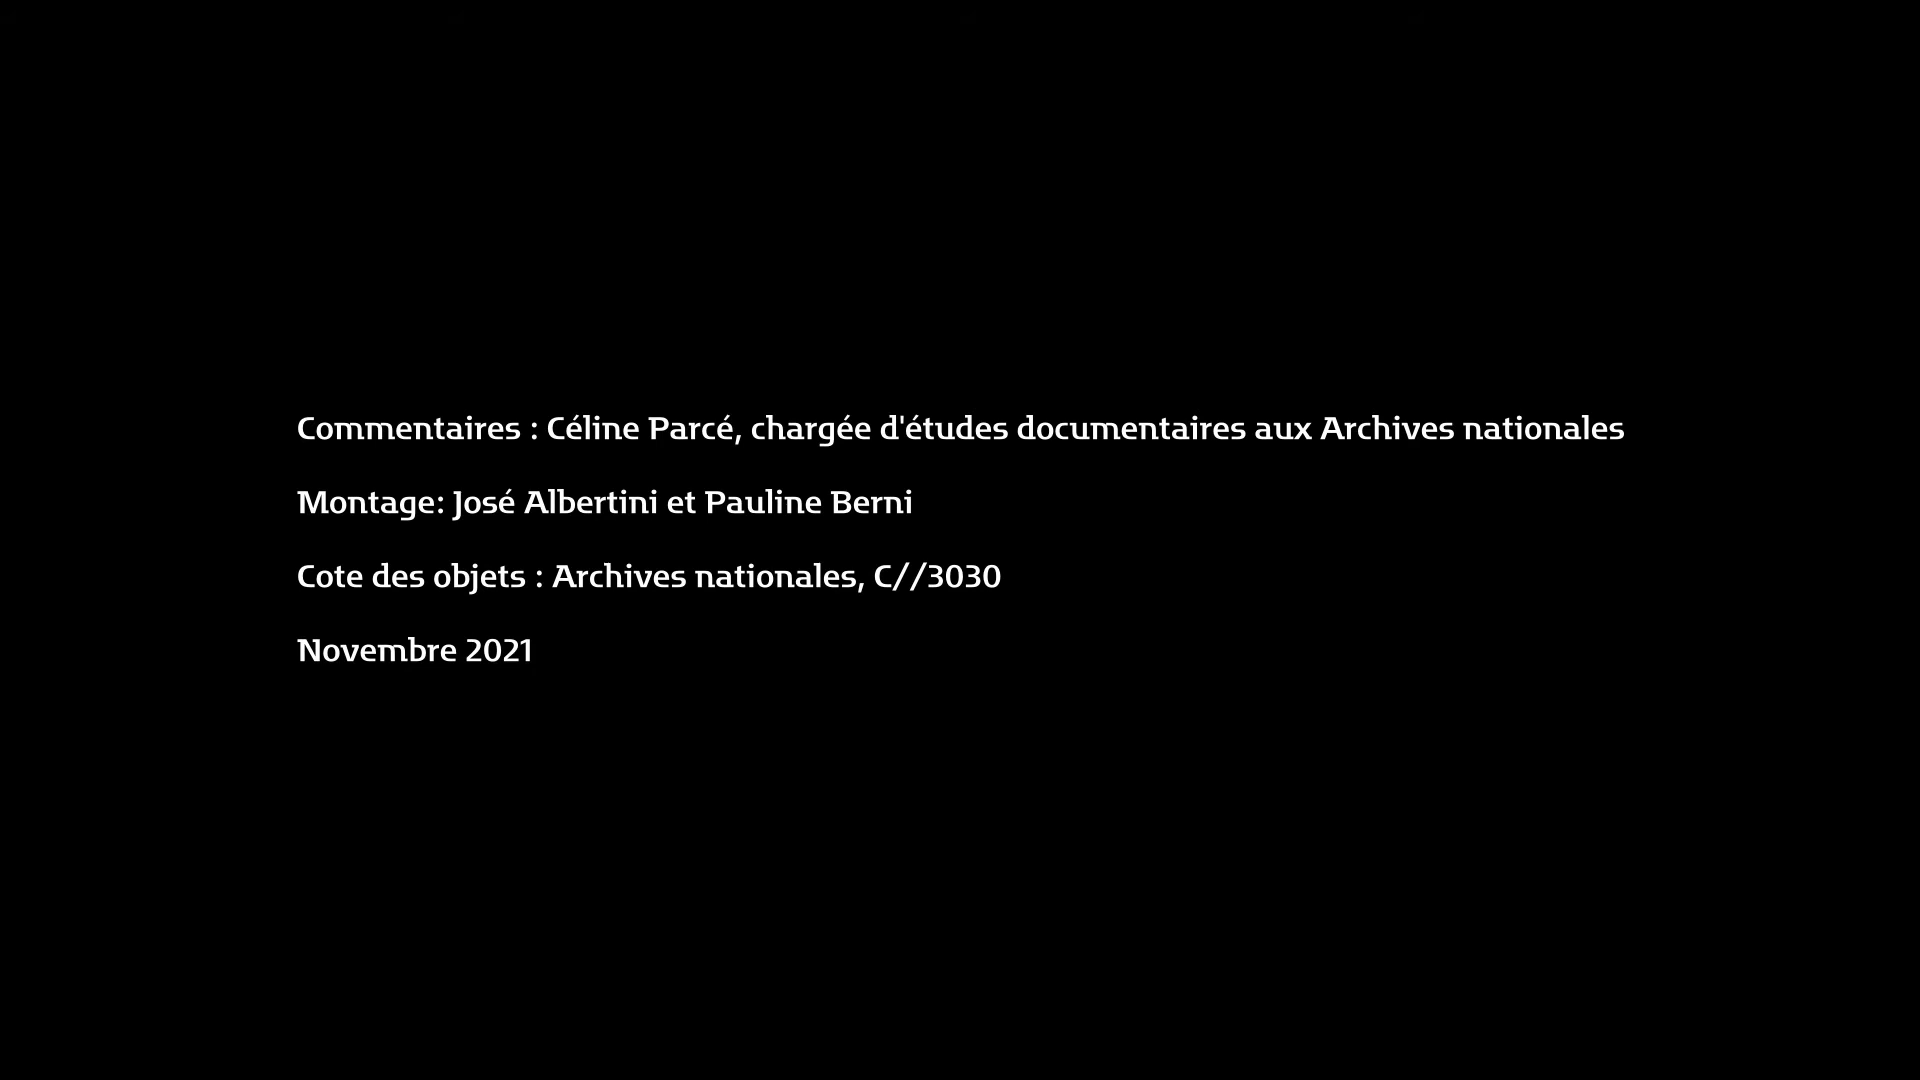 Commentaires : Céline Parcé, chargée d'études documentaires aux Archives nationales
Montage: José Albertini et Pauline Berni
Cote des objets : Archives nationales, C//3030
Novembre 2021